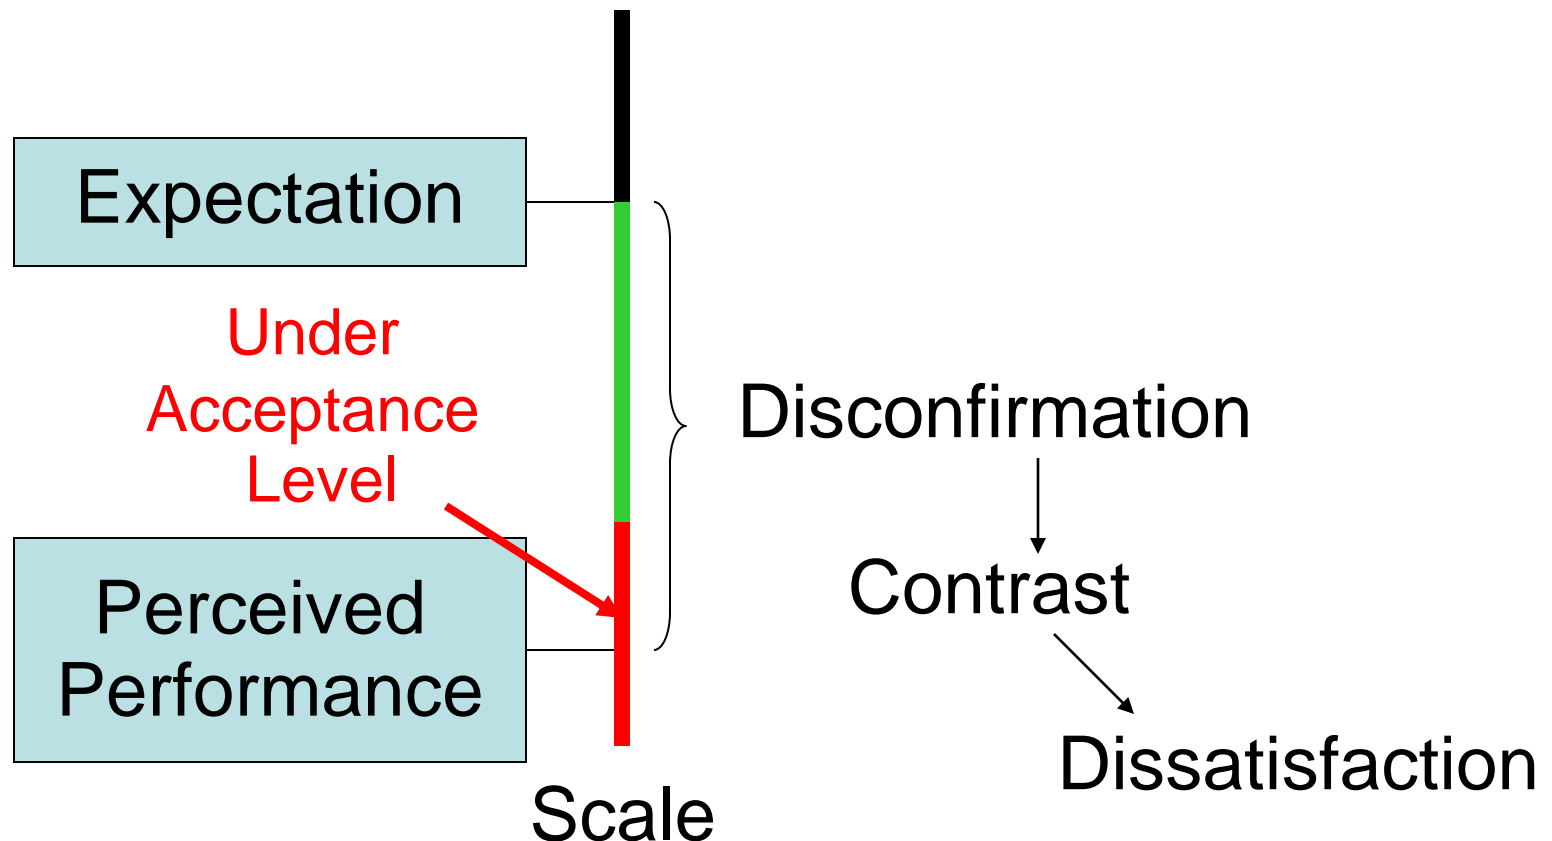 Expectation
Under
Acceptance
Level
Perceived
Performance
Disconfirmation
Contrast
Dissatisfaction
Scale